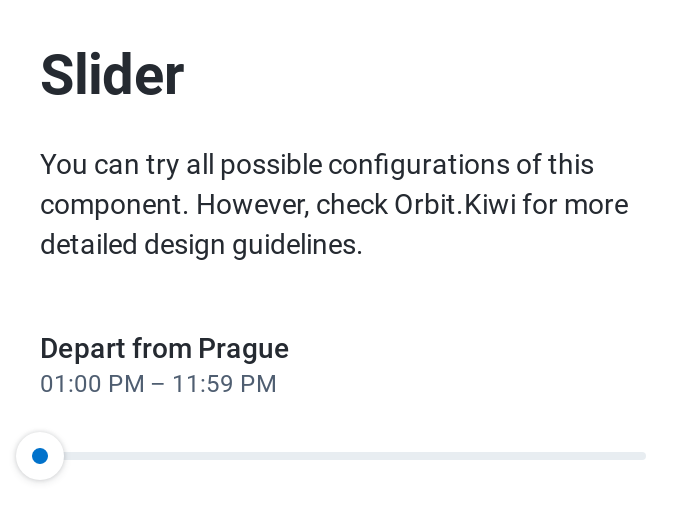 Slider
You can try all possible configurations of this
component. However, check Orbit.Kiwi for more
detailed design guidelines.
Depart from Prague
01:00 PM – 11:59 PM